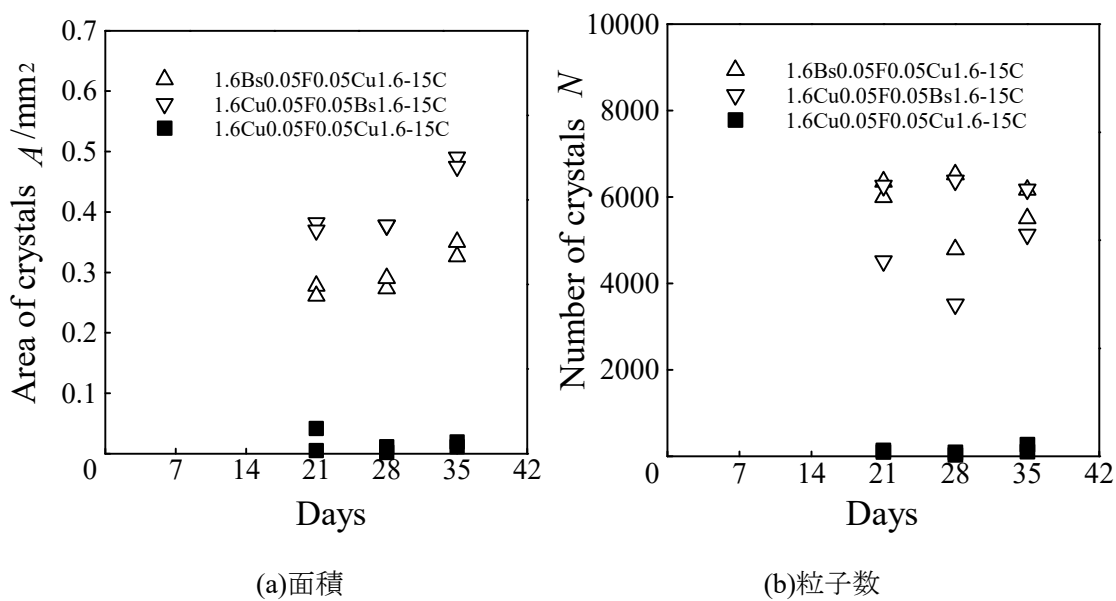 Area of crystals A/mm2
0.7
0.6
0.5
0.4
0.3
0.2
0.1
0
1.6Bs0.05F0.05Cu1.6-15C
1.6Cu0.05F0.05Bs1.6-15C
1.6Cu0.05F0.05Cu1.6-15C
7 14 21 28 35 42
Days
(a)面積
Number of crystals N
10000
8000
6000
4000
2000
0
1.6Bs0.05F0.05Cu1.6-15C
1.6Cu0.05F0.05Bs1.6-15C
1.6Cu0.05F0.05Cu1.6-15C
7 14 21 28 35 42
Days
(b)粒子数